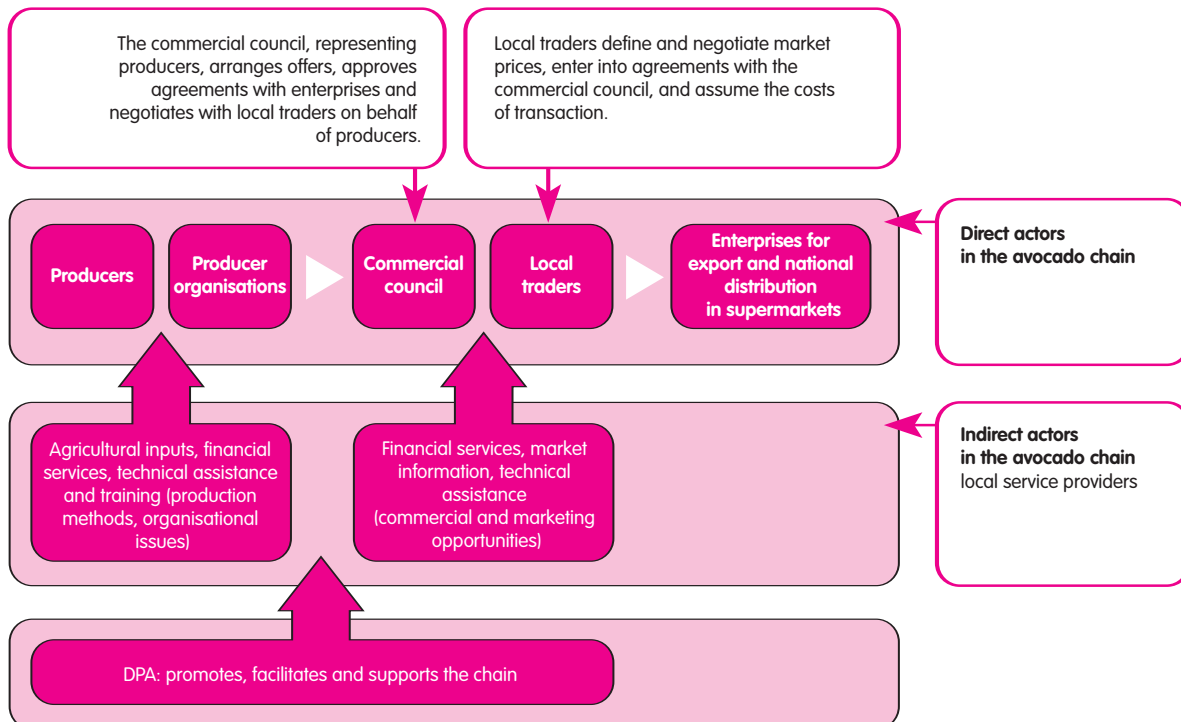 The commercial council, representing
producers, arranges offers, approves
agreements with enterprises and
negotiates with local traders on behalf
of producers.
Local traders define and negotiate market
prices, enter into agreements with the
commercial council, and assume the costs
of transaction.
Producers
Producer
organisations
Commercial
council
Local
traders
Enterprises for
export and national
distribution
in supermarkets
Direct actors
in the avocado chain
Agricultural inputs, financial
services, technical assistance
and training (production
methods, organisational
issues)
Financial services, market
information, technical
assistance
(commercial and marketing
opportunities)
Indirect actors
in the avocado chain
local service providers
DPA: promotes, facilitates and supports the chain